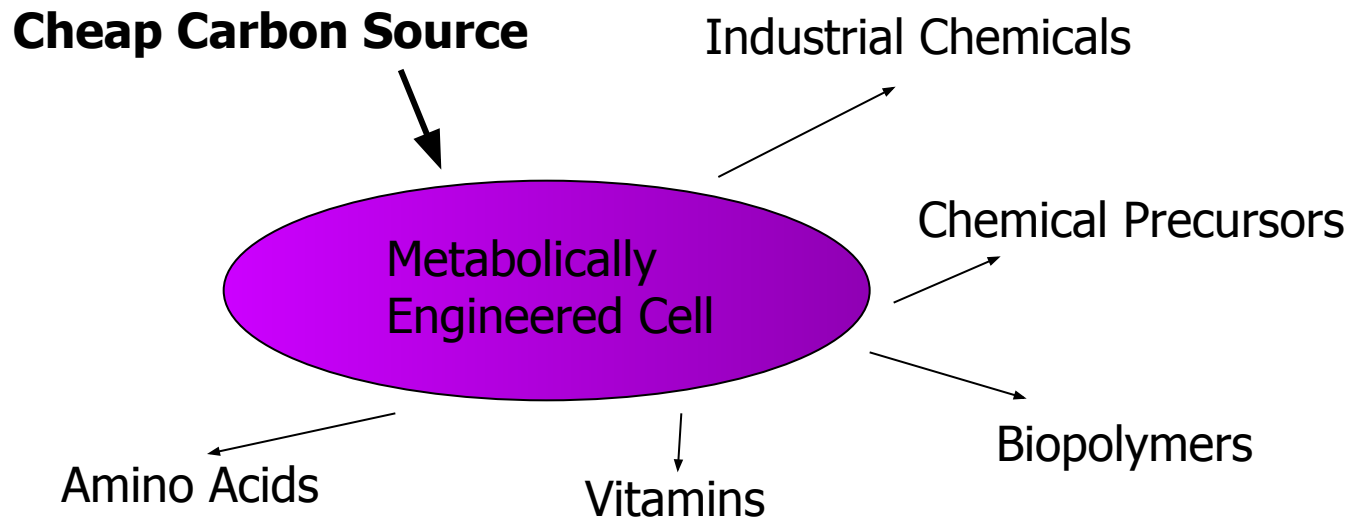 Cheap Carbon Source
Industrial Chemicals
Chemical Precursors
Metabolically
Engineered Cell
Biopolymers
Amino Acids
Vitamins